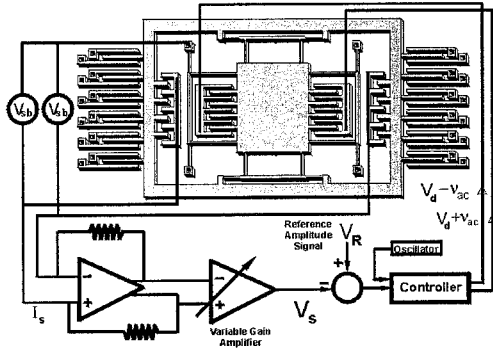 Vsb
Vsb
Vd−vac
Vd+vac
Reference
Amplitude
Signal
VR
Oscillator
Controller
+
−
−
+
−
+
Is
Vs
Variable Gain
Amplifier